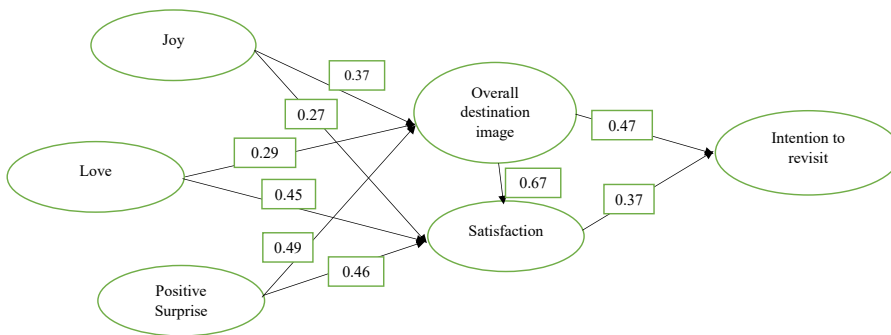 Joy
0.37
0.27
Overall
destination
image
0.47
Intention to
revisit
Love
0.29
0.45
0.67
0.37
Satisfaction
0.49
0.46
Positive
Surprise